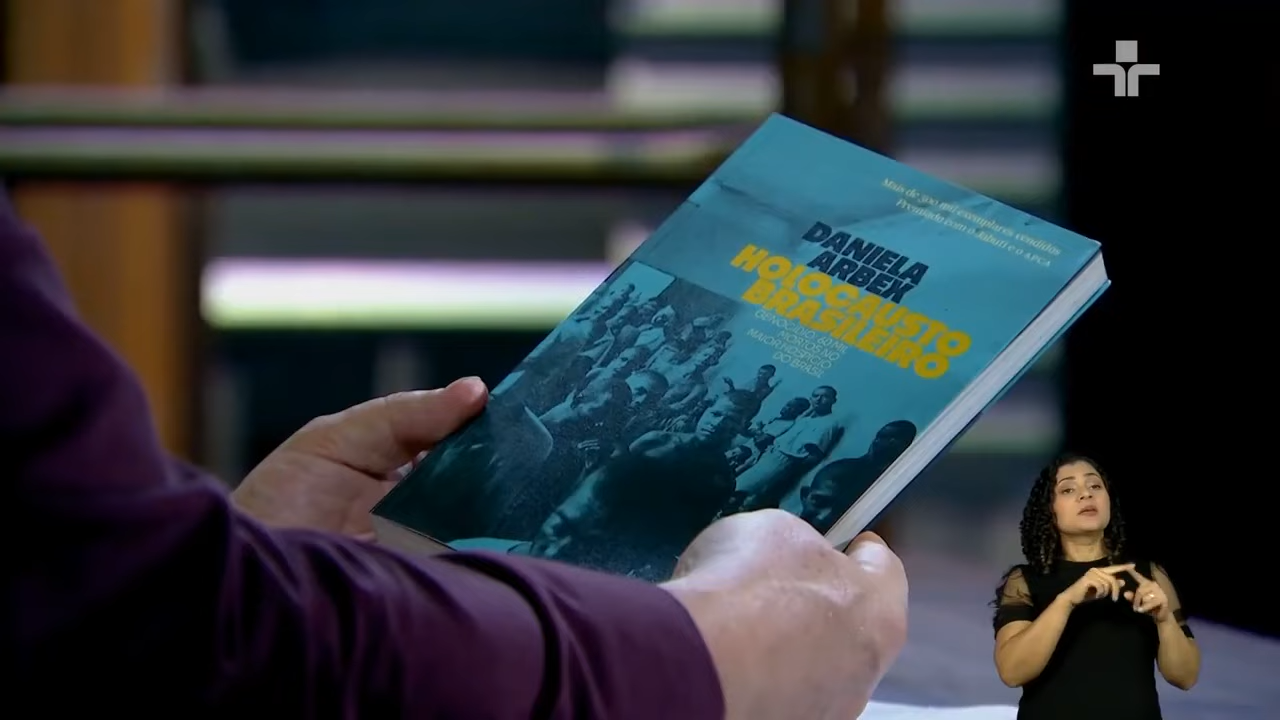 Mais de 300 mil exemplares vendidos
Premiado com o Jabuti e o APCA
DANIELA
ARBEX
HOLOCAUSTO
BRASILEIRO
GENOCÍDIO: 60 MIL
MORTOS NO
MAIOR HOSPÍCIO
DO BRASIL